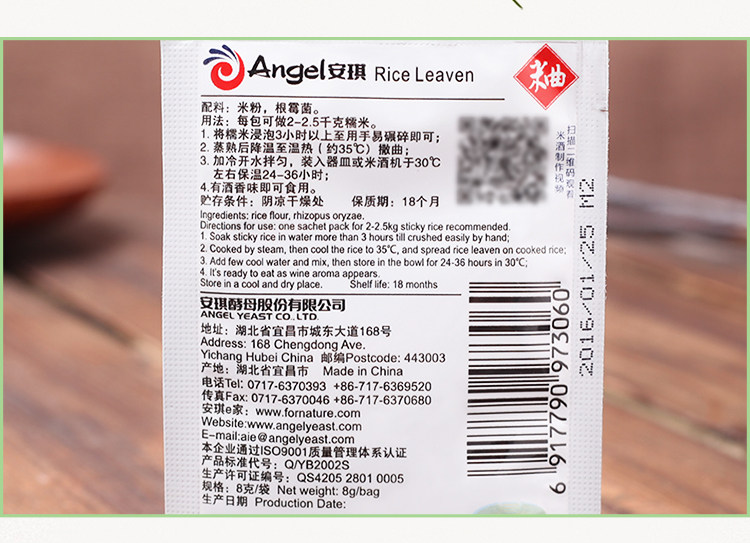 Angel安琪 Rice Leaven
米曲
配料：米粉，根霉菌。
用法：每包可做2-2.5千克糯米。
1. 将糯米浸泡3小时以上至用手易碾碎即可；
2. 蒸熟后降温至温热（约35℃）撒曲；
3. 加冷开水拌匀，装入器皿或米酒机于30℃
左右保温24-36小时；
4.有酒香味即可食用。
贮存条件：阴凉干燥处 保质期：18个月
扫描二维码观看
米酒制作视频
Ingredients: rice flour, rhizopus oryzae.
Directions for use: one sachet pack for 2-2.5kg sticky rice recommended.
1. Soak sticky rice in water more than 3 hours till crushed easily by hand;
2. Cooked by steam, then cool the rice to 35℃, and spread rice leaven on cooked rice;
3. Add few cool water and mix, then store in the bowl for 24-36 hours in 30℃;
4. It's ready to eat as wine aroma appears.
Store in a cool and dry place. Shelf life: 18 months
安琪酵母股份有限公司
ANGEL YEAST CO., LTD.
地址：湖北省宜昌市城东大道168号
Address: 168 Chengdong Ave.
Yichang Hubei China 邮编Postcode: 443003
产地：湖北省宜昌市 Made in China
电话Tel: 0717-6370393 +86-717-6369520
传真Fax: 0717-6370046 +86-717-6370680
安琪e家：www.fornature.com
Website:www.angelyeast.com
E-mail:aie@angelyeast.com
本企业通过ISO9001质量管理体系认证
产品标准代号：Q/YB2002S
生产许可证编号：QS4205 2801 0005
规格：8克/袋 Net weight: 8g/bag
生产日期 Production Date:
6 917790 973060
2016/01/25 M2